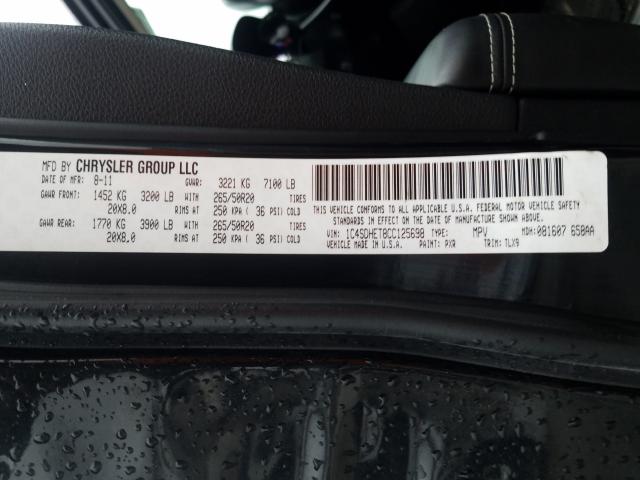 MFD BY CHRYSLER GROUP LLC
DATE OF MFR: 8-11 GVWR: 3221 KG 7100 LB
GAWR FRONT: 1452 KG 3200 LB WITH 265/50R20 TIRES
20X8.0 RIMS AT 250 KPA ( 36 PSI) COLD
GAWR REAR: 1770 KG 3900 LB WITH 265/50R20 TIRES
20X8.0 RIMS AT 250 KPA ( 36 PSI) COLD
THIS VEHICLE CONFORMS TO ALL APPLICABLE U.S.A. FEDERAL MOTOR VEHICLE SAFETY
STANDARDS IN EFFECT ON THE DATE OF MANUFACTURE SHOWN ABOVE.
VIN: 1C4SDHET8CC125698 TYPE: MPV MDH: 081607 658AA
VEHICLE MADE IN U.S.A. PAINT: PXR TRIM: TLX9